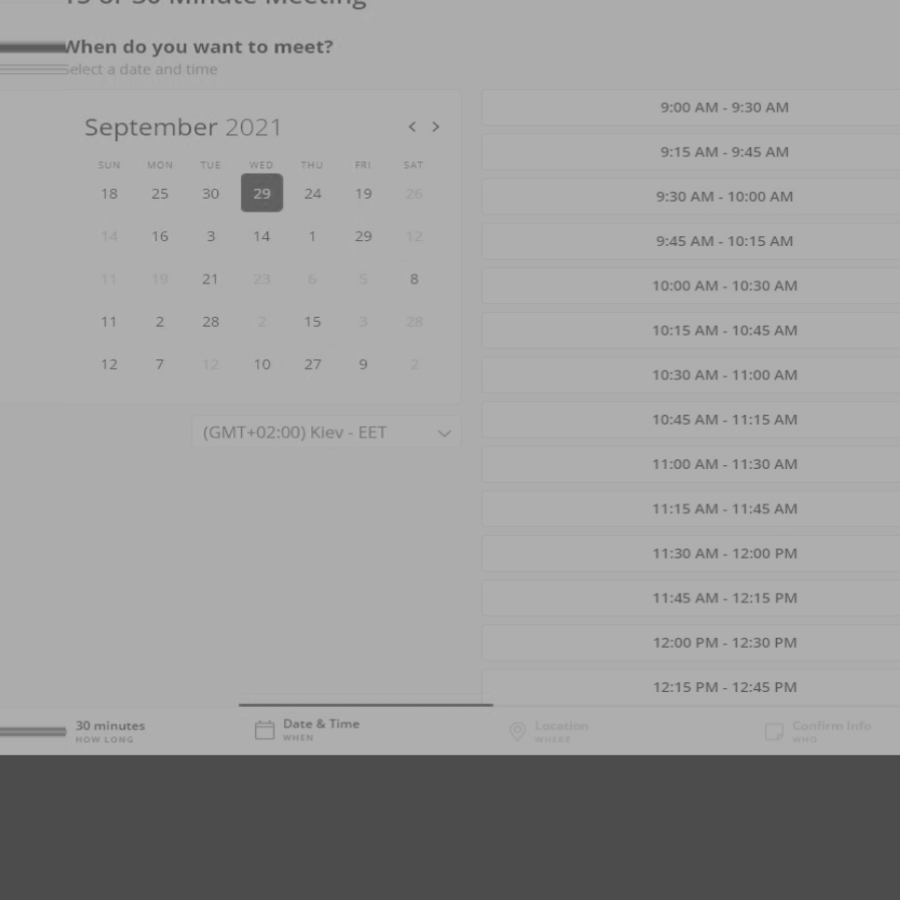 When do you want to meet?
Select a date and time
September 2021
< >
SUN MON TUE WED THU FRI SAT
18 25 30 29 24 19 26
14 16 3 14 1 29 12
11 19 21 23 6 5 8
11 2 28 2 15 3 28
12 7 12 10 27 9 2
(GMT+02:00) Kiev - EET
9:00 AM - 9:30 AM
9:15 AM - 9:45 AM
9:30 AM - 10:00 AM
9:45 AM - 10:15 AM
10:00 AM - 10:30 AM
10:15 AM - 10:45 AM
10:30 AM - 11:00 AM
10:45 AM - 11:15 AM
11:00 AM - 11:30 AM
11:15 AM - 11:45 AM
11:30 AM - 12:00 PM
11:45 AM - 12:15 PM
12:00 PM - 12:30 PM
12:15 PM - 12:45 PM
30 minutes
HOW LONG
Date & Time
WHEN
Location
WHERE
Confirm Info
WHO